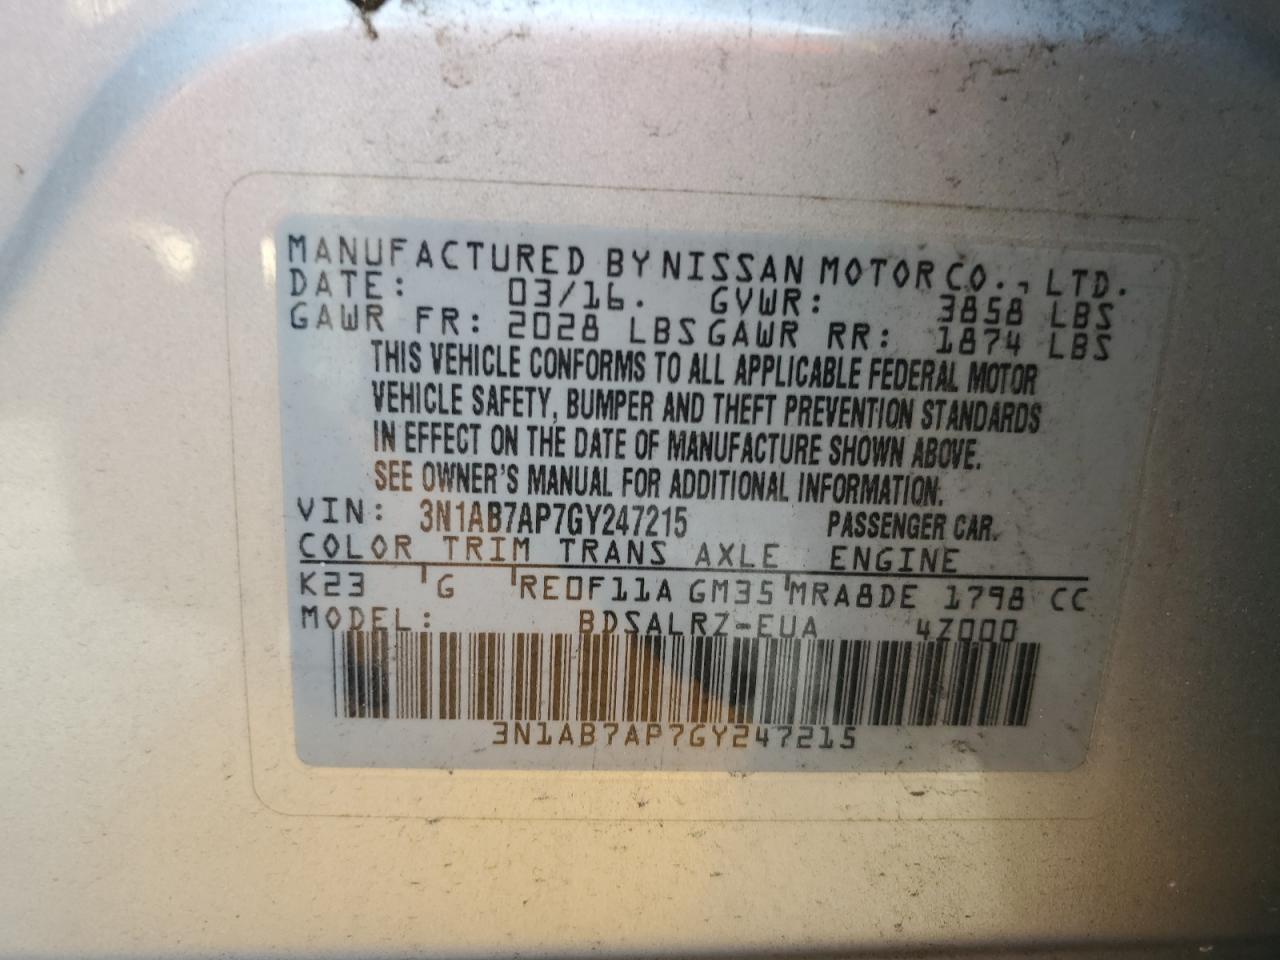 MANUFACTURED BY NISSAN MOTOR CO., LTD.
DATE: 03/16. GVWR: 3858 LBS
GAWR FR: 2028 LBS GAWR RR: 1874 LBS
THIS VEHICLE CONFORMS TO ALL APPLICABLE FEDERAL MOTOR
VEHICLE SAFETY, BUMPER AND THEFT PREVENTION STANDARDS
IN EFFECT ON THE DATE OF MANUFACTURE SHOWN ABOVE.
SEE OWNER'S MANUAL FOR ADDITIONAL INFORMATION.
VIN: 3N1AB7AP7GY247215 PASSENGER CAR.
COLOR TRIM TRANS AXLE ENGINE
K23 G RE0F11A GM35 MRA8DE 1798 CC
MODEL: BDSALRZ-EUA 4Z000
3N1AB7AP7GY247215